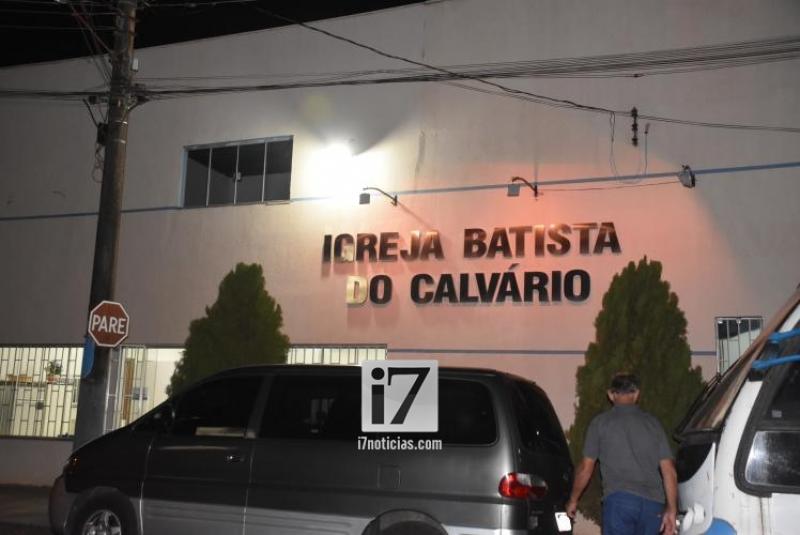 IGREJA BATISTA
DO CALVÁRIO
PARE
i7
i7noticias.com